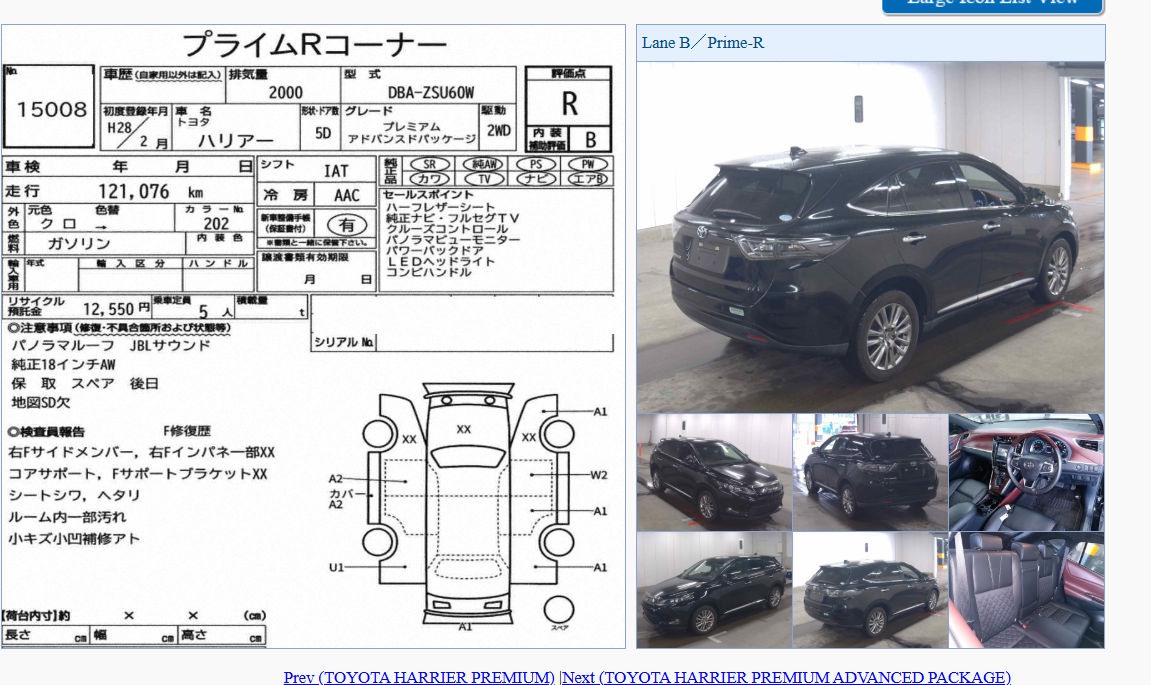 Large Icon List View
プライムRコーナー
Lane B／Prime-R
No. 15008
車歴 (自家用以外は記入)
排気量 2000
型 式 DBA-ZSU60W
評価点 R
初度登録年月 H28/2月
車 名 トヨタ ハリアー
形状・ドア数 5D
グレード プレミアム アドバンスドパッケージ
駆動 2WD
内 装 補助評価 B
車 検 年 月 日
シフト IAT
純正品 SR 純AW PS PW
カワ TV ナビ エアB
走 行 121,076 km
冷 房 AAC
外色 元色 クロ 色替 →
カ ラ ー No. 202
燃料 ガソリン
内 装 色
新車整備手帳 (保証書付) 有
※書類と一緒に保管下さい。
輸入車用 年式 輸 入 区 分 ハ ン ド ル
譲渡書類有効期限
月 日
セールスポイント
ハーフレザーシート
純正ナビ・フルセグＴＶ
クルーズコントロール
パノラマビューモニター
パワーバックドア
ＬＥＤヘッドライト
コンビハンドル
リサイクル預託金 12,550 円
乗車定員 5 人
積載量 t
シリアル No.
◎注意事項 (修復・不具合箇所および状態等)
パノラマルーフ JBLサウンド
純正18インチAW
保 取 スペア 後日
地図SD欠
◎検査員報告 F修復歴
右Fサイドメンバー, 右Fインパネ一部XX
コアサポート, FサポートブラケットXX
シートシワ, ヘタリ
ルーム内一部汚れ
小キズ小凹補修アト
XX
XX
XX
A1
A2
カバー
A2
W2
A1
U1
A1
A1
スペア
【荷台内寸】約 × × (cm)
長さ cm 幅 cm 高さ cm
Prev (TOYOTA HARRIER PREMIUM) |Next (TOYOTA HARRIER PREMIUM ADVANCED PACKAGE)